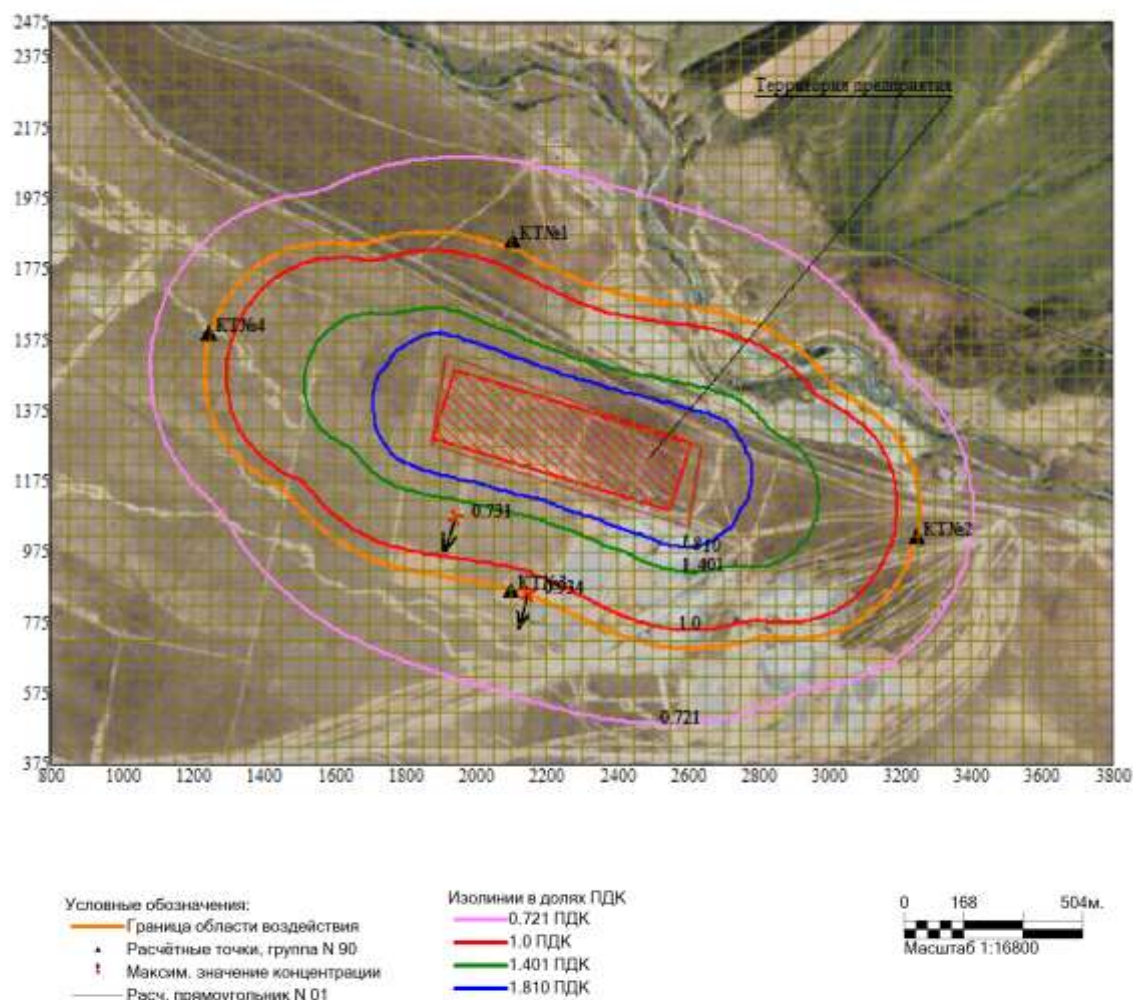 2475
2375
Территория предприятия
2175
1975
КТ№1
1775
КТ№4
1575
1375
1175
0.731
КТ№2
975
1.810
1.401
0.934
775
1.0
575
0.721
375
800 1000 1200 1400 1600 1800 2000 2200 2400 2600 2800 3000 3200 3400 3600 3800
Условные обозначения:
Граница области воздействия
Расчётные точки, группа N 90
Максим. значение концентрации
Расч. прямоугольник N 01
Изолинии в долях ПДК
0.721 ПДК
1.0 ПДК
1.401 ПДК
1.810 ПДК
0 168 504м.
Масштаб 1:16800